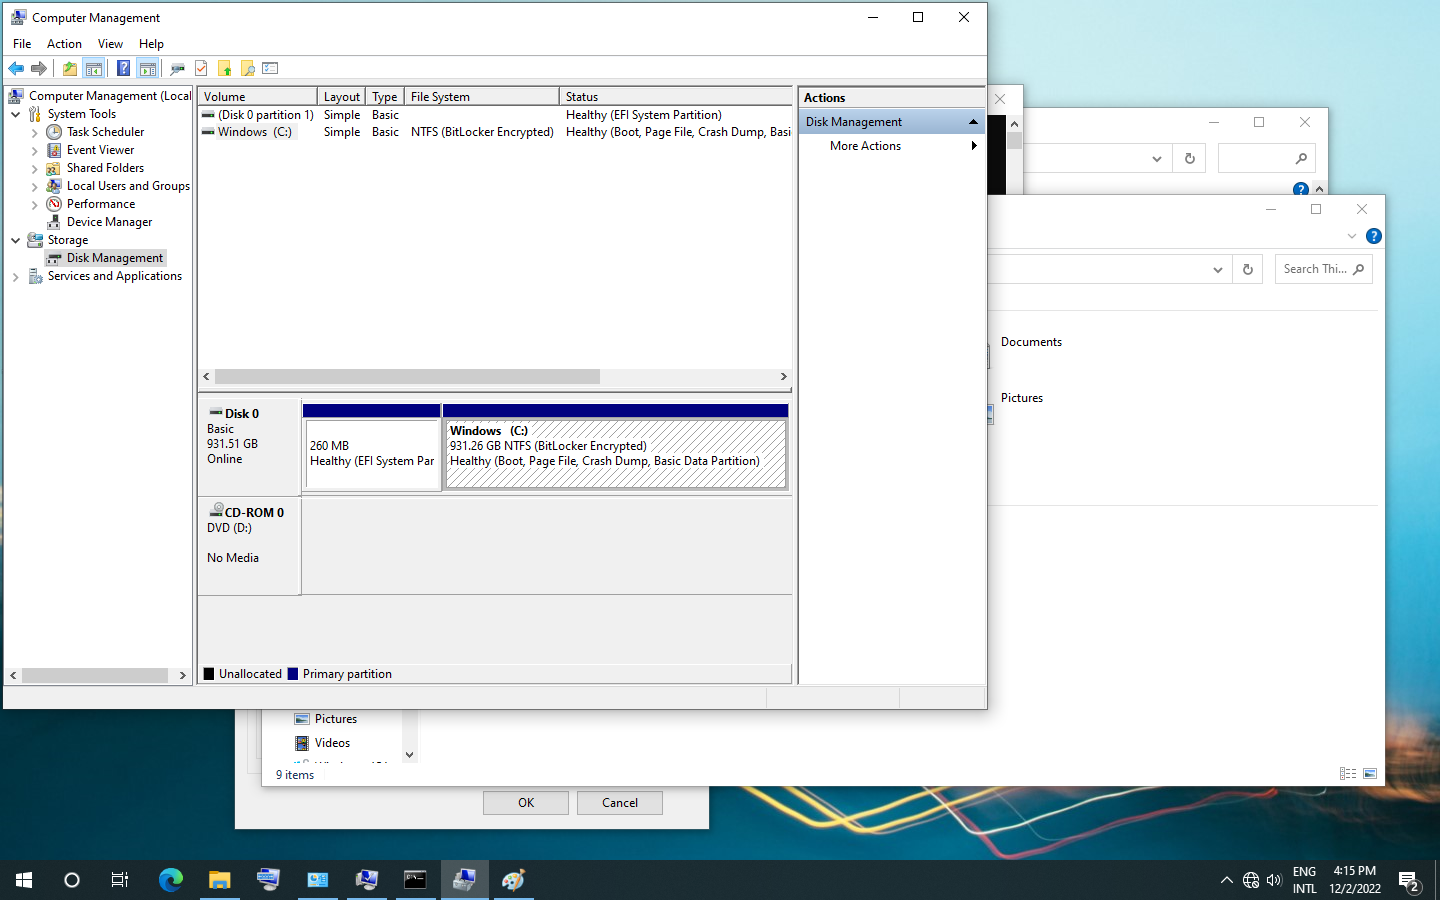 Computer Management
File Action View Help
Computer Management (Local
System Tools
Task Scheduler
Event Viewer
Shared Folders
Local Users and Groups
Performance
Device Manager
Storage
Disk Management
Services and Applications
Volume Layout Type File System Status
(Disk 0 partition 1) Simple Basic Healthy (EFI System Partition)
Windows (C:) Simple Basic NTFS (BitLocker Encrypted) Healthy (Boot, Page File, Crash Dump, Basi
Disk 0
Basic
931.51 GB
Online
260 MB
Healthy (EFI System Par
Windows (C:)
931.26 GB NTFS (BitLocker Encrypted)
Healthy (Boot, Page File, Crash Dump, Basic Data Partition)
CD-ROM 0
DVD (D:)
No Media
Unallocated Primary partition
Actions
Disk Management
More Actions
Search Thi...
Documents
Pictures
Pictures
Videos
9 items
OK Cancel
ENG
INTL
4:15 PM
12/2/2022
2